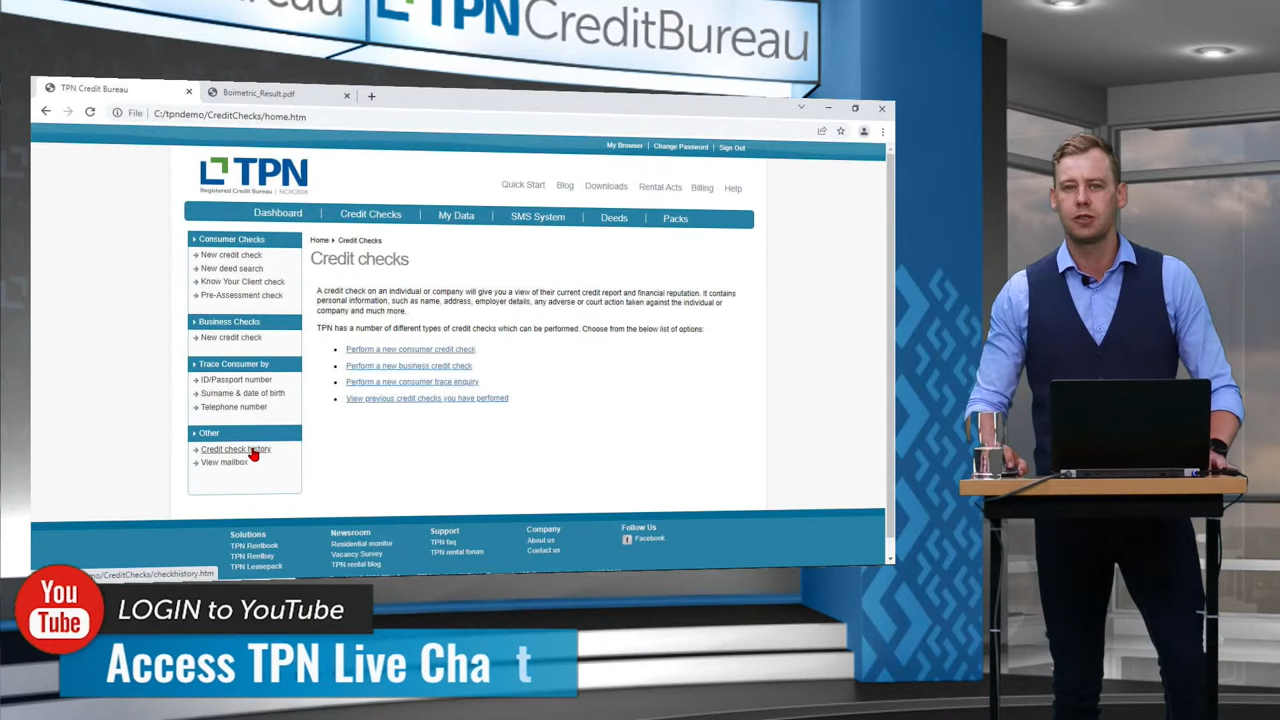 TPNCreditBureau
TPN Credit Bureau
Boimetric_Result.pdf
File
C:/tpndemo/CreditChecks/home.htm
My Browser | Change Password | Sign Out
TPN
Registered Credit Bureau
Quick Start
Blog
Downloads
Rental Acts
Billing
Help
Dashboard | Credit Checks | My Data | SMS System | Deeds | Packs
Consumer Checks
New credit check
New deed search
Know Your Client check
Pre-Assessment check
Business Checks
New credit check
Trace Consumer by
ID/Passport number
Surname & date of birth
Telephone number
Other
Credit check history
View mailbox
Home
Credit Checks
Credit checks
A credit check on an individual or company will give you a view of their current credit report and financial reputation. It contains
personal information, such as name, address, employer details, any adverse or court action taken against the individual or
company and much more.
TPN has a number of different types of credit checks which can be performed. Choose from the below list of options:
Perform a new consumer credit check
Perform a new business credit check
Perform a new consumer trace enquiry
View previous credit checks you have perfomed
Solutions
TPN Rentbook
TPN Rentbay
TPN Leasepack
Newsroom
Residential monitor
Vacancy Survey
TPN rental blog
Support
TPN faq
TPN rental forum
Company
About us
Contact us
Follow Us
Facebook
mo/CreditChecks/checkhistory.htm
You
Tube
LOGIN to YouTube
Access TPN Live Cha t